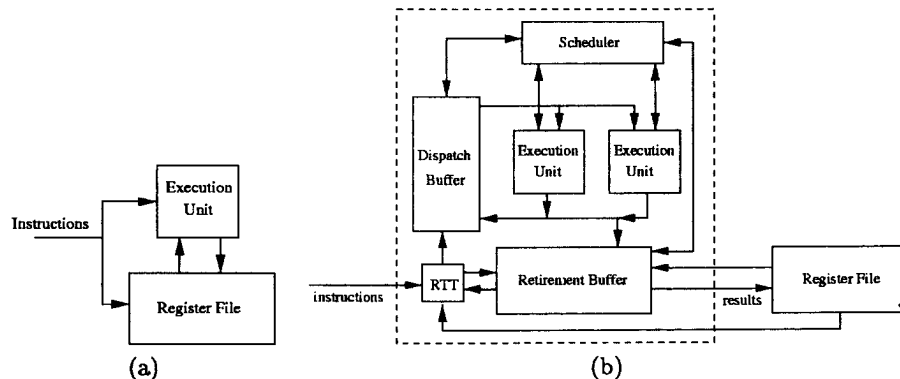 Instructions
Execution
Unit
Register File
(a)
Scheduler
Dispatch
Buffer
Execution
Unit
Execution
Unit
instructions
RTT
Retirement Buffer
results
Register File
(b)